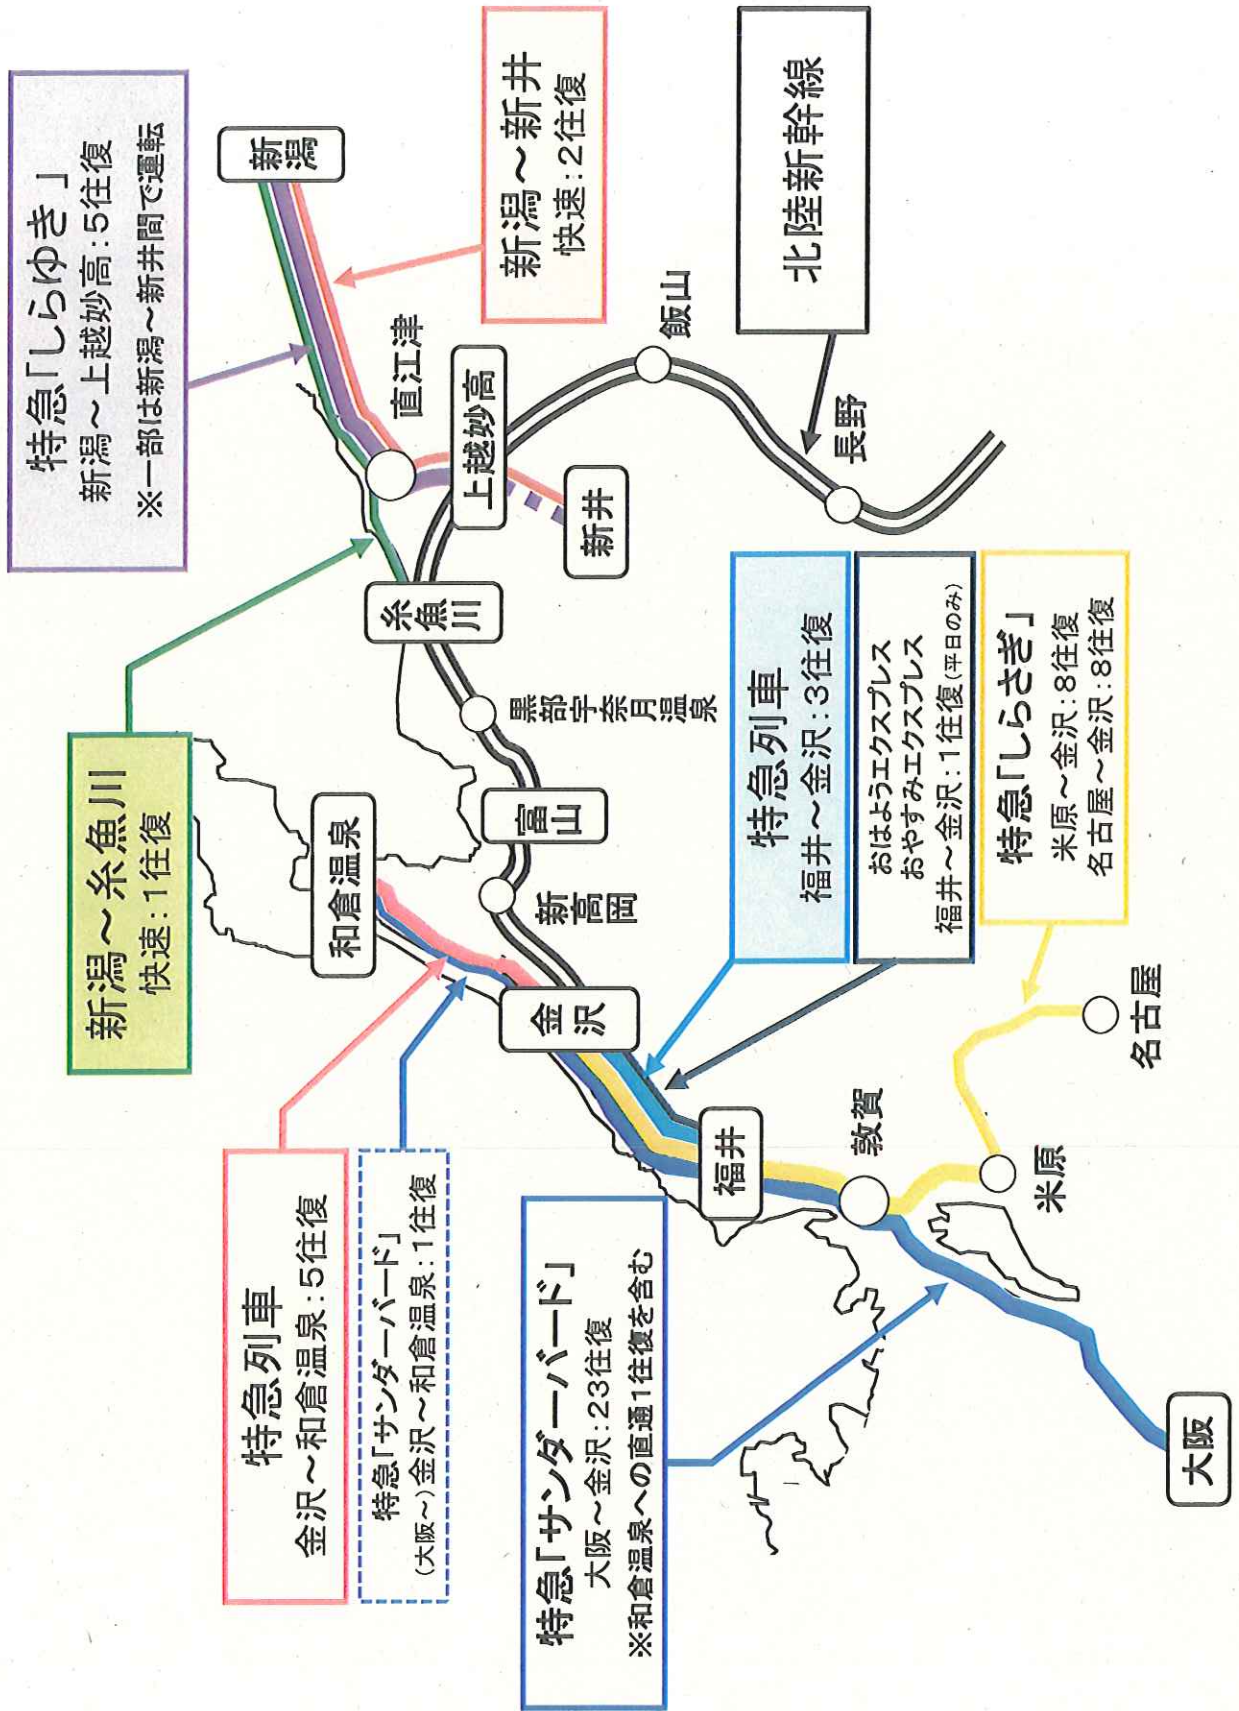 特急「しらゆき」
新潟～上越妙高：5往復
※一部は新潟～新井間で運転
新潟～糸魚川
快速：1往復
新潟
新潟～新井
快速：2往復
直江津
上越妙高
新井
飯山
長野
北陸新幹線
糸魚川
黒部宇奈月温泉
富山
新高岡
和倉温泉
金沢
特急列車
金沢～和倉温泉：5往復
特急「サンダーバード」
(大阪～)金沢～和倉温泉：1往復
特急列車
福井～金沢：3往復
おはようエクスプレス
おやすみエクスプレス
福井～金沢：1往復(平日のみ)
特急「しらさぎ」
米原～金沢：8往復
名古屋～金沢：8往復
福井
敦賀
米原
名古屋
特急「サンダーバード」
大阪～金沢：23往復
※和倉温泉への直通1往復を含む
大阪